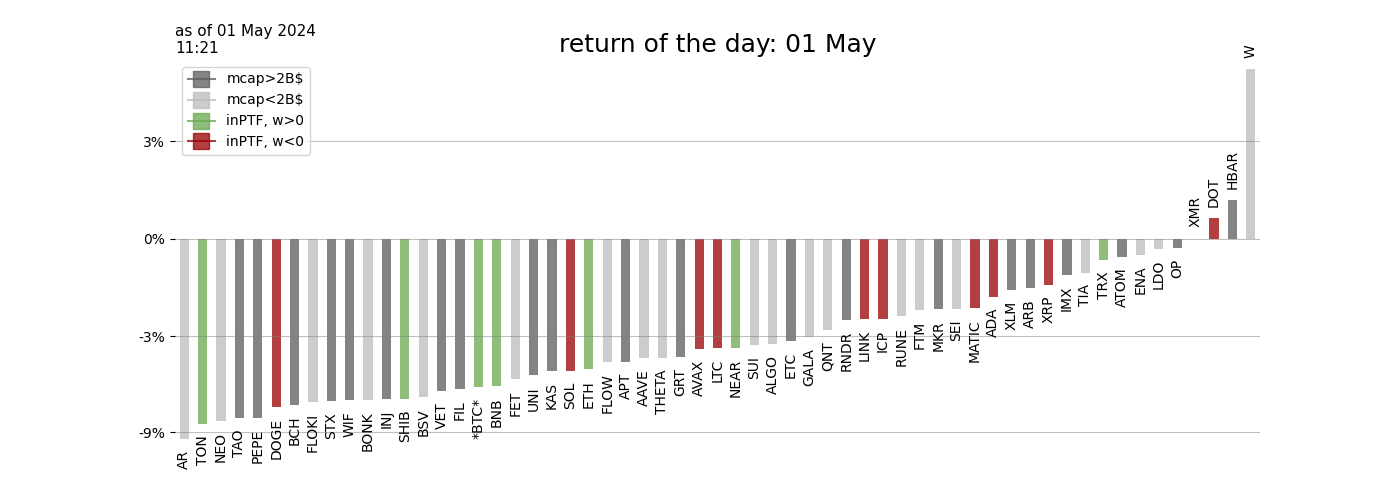 as of 01 May 2024
11:21
return of the day: 01 May
mcap>2B$
mcap<2B$
inPTF, w>0
inPTF, w<0
3%
0%
-3%
-9%
AR
TON
NEO
TAO
PEPE
DOGE
BCH
FLOKI
STX
WIF
BONK
INJ
SHIB
BSV
VET
FIL
*BTC*
BNB
FET
UNI
KAS
SOL
ETH
FLOW
APT
AAVE
THETA
GRT
AVAX
LTC
NEAR
SUI
ALGO
ETC
GALA
QNT
RNDR
LINK
ICP
RUNE
FTM
MKR
SEI
MATIC
ADA
XLM
ARB
XRP
IMX
TIA
TRX
ATOM
ENA
LDO
OP
XMR
DOT
HBAR
W